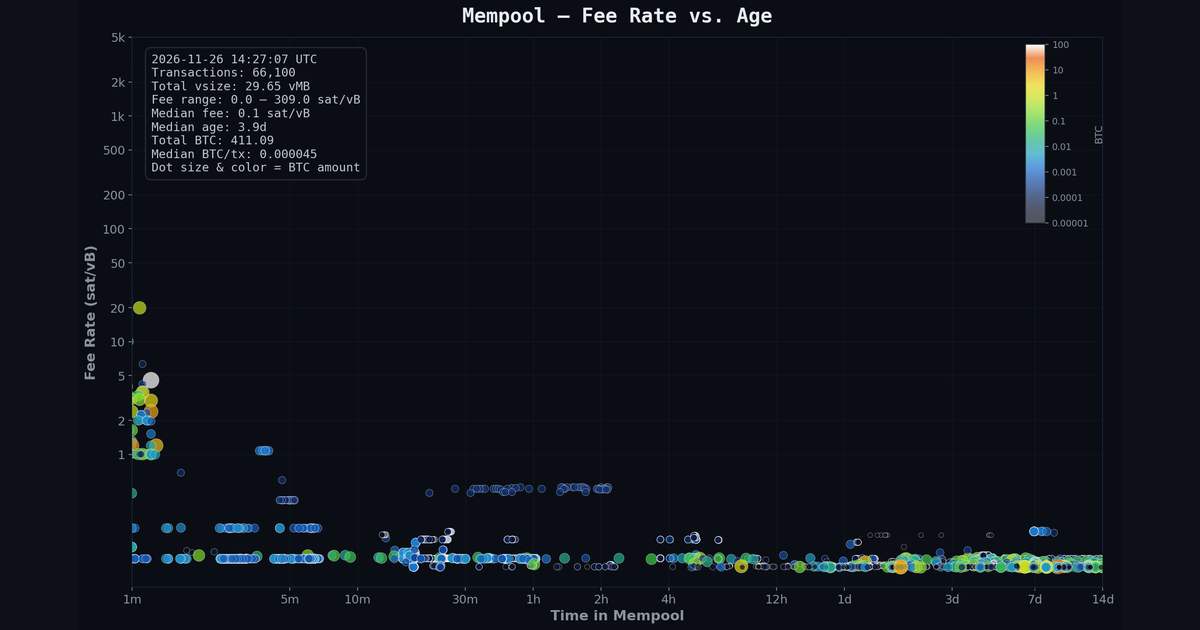 Mempool — Fee Rate vs. Age
5k
2k
1k
500
200
100
50
20
10
5
2
1
Fee Rate (sat/vB)
2026-11-26 14:27:07 UTC
Transactions: 66,100
Total vsize: 29.65 vMB
Fee range: 0.0 — 309.0 sat/vB
Median fee: 0.1 sat/vB
Median age: 3.9d
Total BTC: 411.09
Median BTC/tx: 0.000045
Dot size & color = BTC amount
100
10
1
0.1
0.01
0.001
0.0001
0.00001
BTC
1m 5m 10m 30m 1h 2h 4h 12h 1d 3d 7d 14d
Time in Mempool